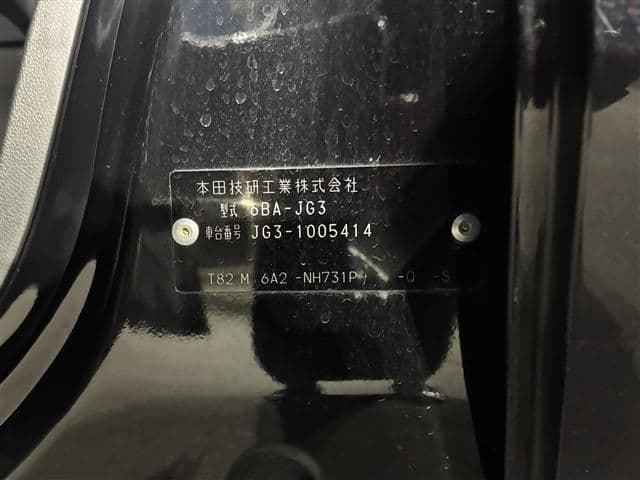 本田技研工業株式会社
型式 6BA-JG3
車台番号 JG3-1005414
T82 M 6A2 -NH731P / -0 -S